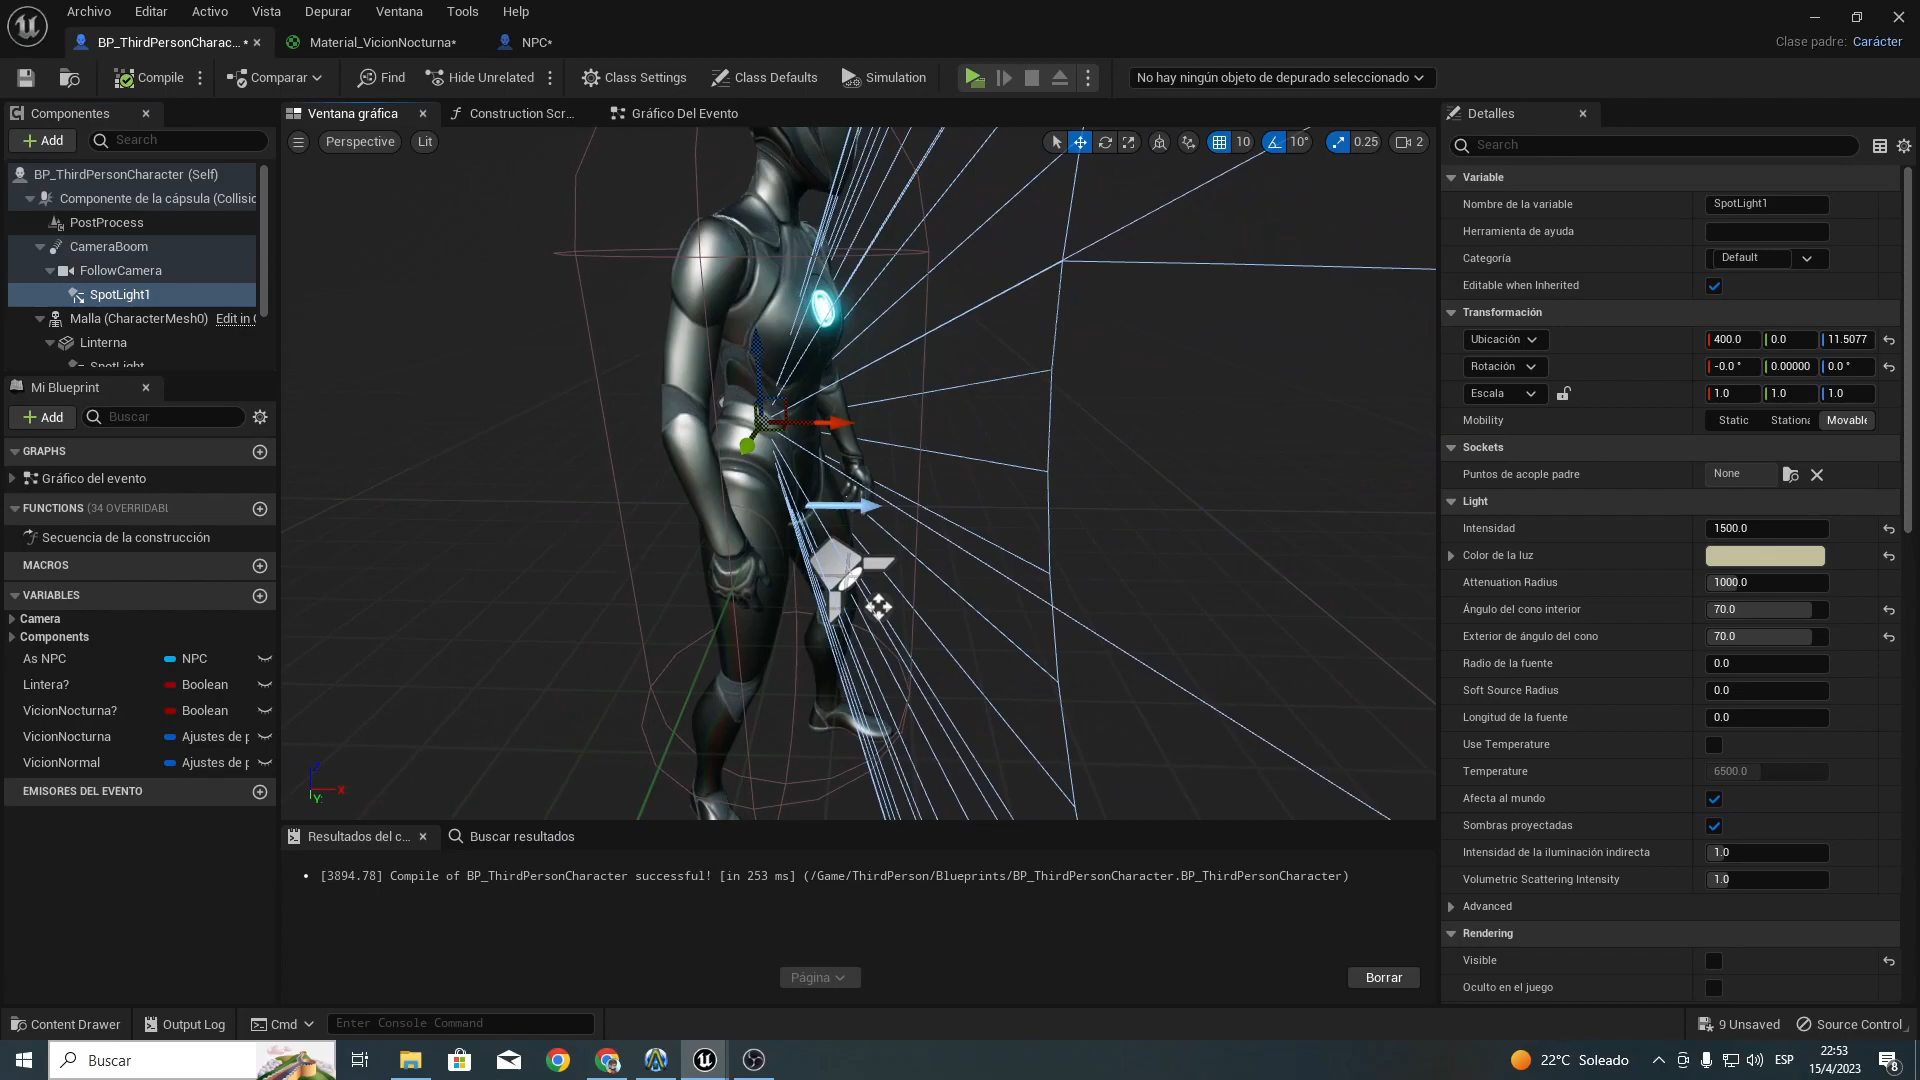 Archivo Editar Activo Vista Depurar Ventana Tools Help
BP_ThirdPersonCharac... * Material_VicionNocturna* NPC* Clase padre: Carácter
Compile Comparar Find Hide Unrelated Class Settings Class Defaults Simulation No hay ningún objeto de depurado seleccionado
Componentes
Add Search
BP_ThirdPersonCharacter (Self)
Componente de la cápsula (Collisio
PostProcess
CameraBoom
FollowCamera
SpotLight1
Malla (CharacterMesh0) Edit in C
Linterna
SpotLight
Mi Blueprint
Add Buscar
GRAPHS
Gráfico del evento
FUNCTIONS (34 OVERRIDABL
Secuencia de la construcción
MACROS
VARIABLES
Camera
Components
As NPC NPC
Lintera? Boolean
VicionNocturna? Boolean
VicionNocturna Ajustes de p
VicionNormal Ajustes de p
EMISORES DEL EVENTO
Ventana gráfica Construction Scr... Gráfico Del Evento
Perspective Lit 10 10° 0.25 2
Z
X
Y
Resultados del c... Buscar resultados
[3894.78] Compile of BP_ThirdPersonCharacter successful! [in 253 ms] (/Game/ThirdPerson/Blueprints/BP_ThirdPersonCharacter.BP_ThirdPersonCharacter)
Página Borrar
Detalles
Search
Variable
Nombre de la variable SpotLight1
Herramienta de ayuda
Categoría Default
Editable when Inherited
Transformación
Ubicación 400.0 0.0 11.5077
Rotación -0.0 ° 0.00000 0.0 °
Escala 1.0 1.0 1.0
Mobility Static Stationa Movable
Sockets
Puntos de acople padre None
Light
Intensidad 1500.0
Color de la luz
Attenuation Radius 1000.0
Ángulo del cono interior 70.0
Exterior de ángulo del cono 70.0
Radio de la fuente 0.0
Soft Source Radius 0.0
Longitud de la fuente 0.0
Use Temperature
Temperature 6500.0
Afecta al mundo
Sombras proyectadas
Intensidad de la iluminación indirecta 1.0
Volumetric Scattering Intensity 1.0
Advanced
Rendering
Visible
Oculto en el juego
Content Drawer Output Log Cmd Enter Console Command 9 Unsaved Source Control
Buscar 22°C Soleado ESP 22:53
15/4/2023 8